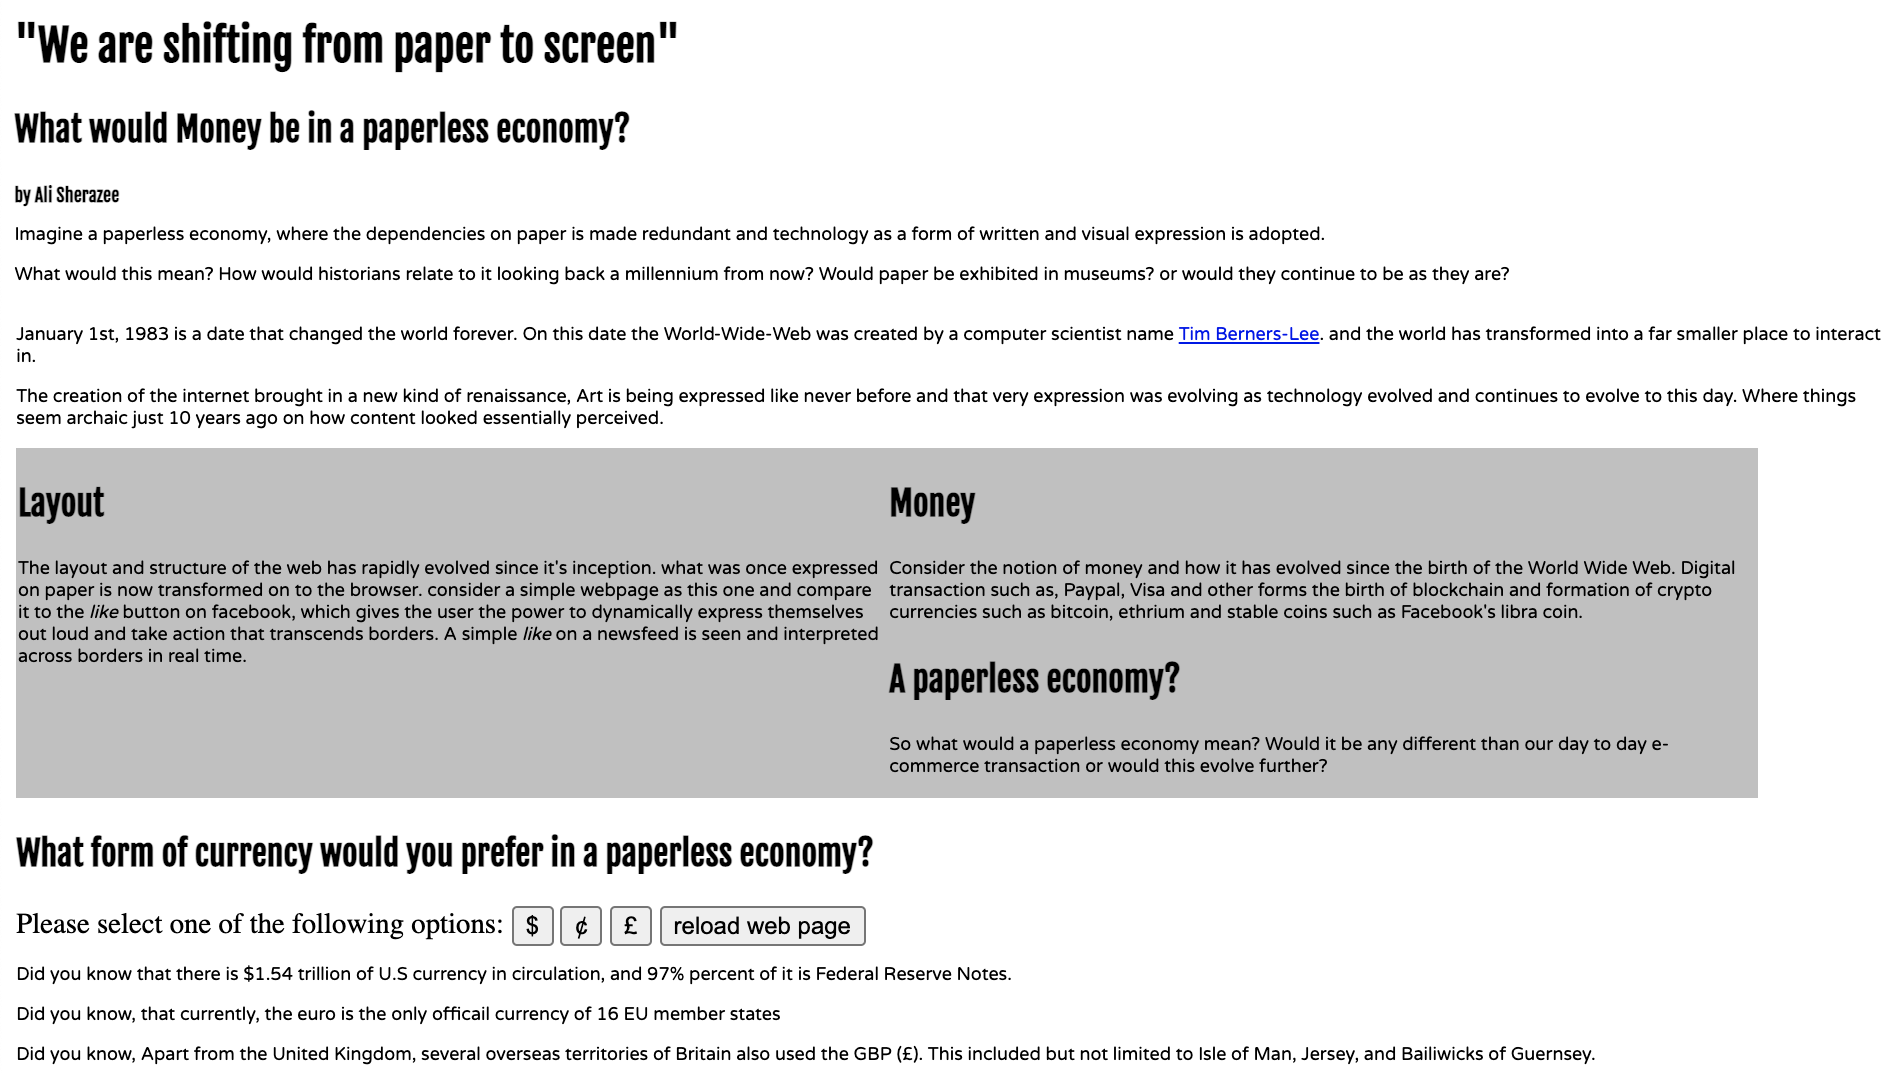 "We are shifting from paper to screen"
What would Money be in a paperless economy?
by Ali Sherazee
Imagine a paperless economy, where the dependencies on paper is made redundant and technology as a form of written and visual expression is adopted.
What would this mean? How would historians relate to it looking back a millennium from now? Would paper be exhibited in museums? or would they continue to be as they are?
January 1st, 1983 is a date that changed the world forever. On this date the World-Wide-Web was created by a computer scientist name Tim Berners-Lee. and the world has transformed into a far smaller place to interact
in.
The creation of the internet brought in a new kind of renaissance, Art is being expressed like never before and that very expression was evolving as technology evolved and continues to evolve to this day. Where things
seem archaic just 10 years ago on how content looked essentially perceived.
Layout
The layout and structure of the web has rapidly evolved since it's inception. what was once expressed
on paper is now transformed on to the browser. consider a simple webpage as this one and compare
it to the like button on facebook, which gives the user the power to dynamically express themselves
out loud and take action that transcends borders. A simple like on a newsfeed is seen and interpreted
across borders in real time.
Money
Consider the notion of money and how it has evolved since the birth of the World Wide Web. Digital
transaction such as, Paypal, Visa and other forms the birth of blockchain and formation of crypto
currencies such as bitcoin, ethrium and stable coins such as Facebook's libra coin.
A paperless economy?
So what would a paperless economy mean? Would it be any different than our day to day e-
commerce transaction or would this evolve further?
What form of currency would you prefer in a paperless economy?
Please select one of the following options: $ ¢ £ reload web page
Did you know that there is $1.54 trillion of U.S currency in circulation, and 97% percent of it is Federal Reserve Notes.
Did you know, that currently, the euro is the only officail currency of 16 EU member states
Did you know, Apart from the United Kingdom, several overseas territories of Britain also used the GBP (£). This included but not limited to Isle of Man, Jersey, and Bailiwicks of Guernsey.